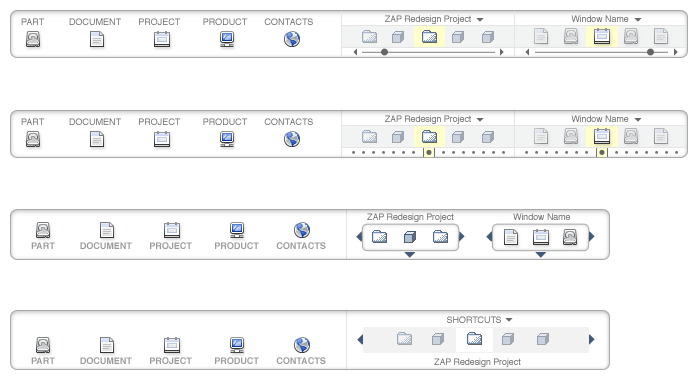 PART DOCUMENT PROJECT PRODUCT CONTACTS ZAP Redesign Project Window Name
PART DOCUMENT PROJECT PRODUCT CONTACTS ZAP Redesign Project Window Name
ZAP Redesign Project Window Name
PART DOCUMENT PROJECT PRODUCT CONTACTS
SHORTCUTS
PART DOCUMENT PROJECT PRODUCT CONTACTS ZAP Redesign Project